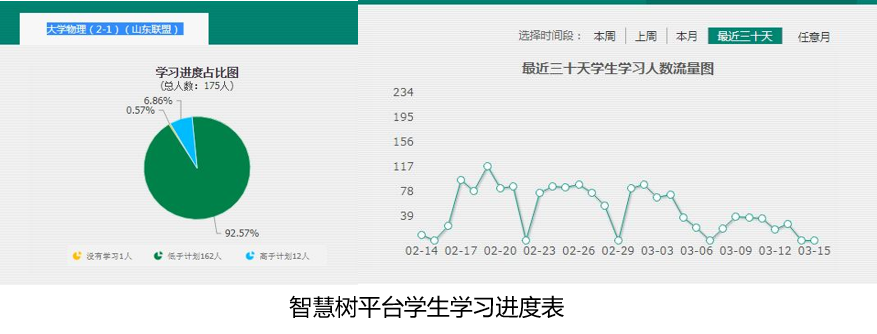 大学物理（2-1）（山东联盟）
学习进度占比图
（总人数：175人）
6.86%
0.57%
92.57%
没有学习1人
低于计划162人
高于计划12人
选择时间段：
本周
上周
本月
最近三十天
任意月
最近三十天学生学习人数流量图
234
195
156
117
78
39
02-14
02-17
02-20
02-23
02-26
02-29
03-03
03-06
03-09
03-12
03-15
智慧树平台学生学习进度表